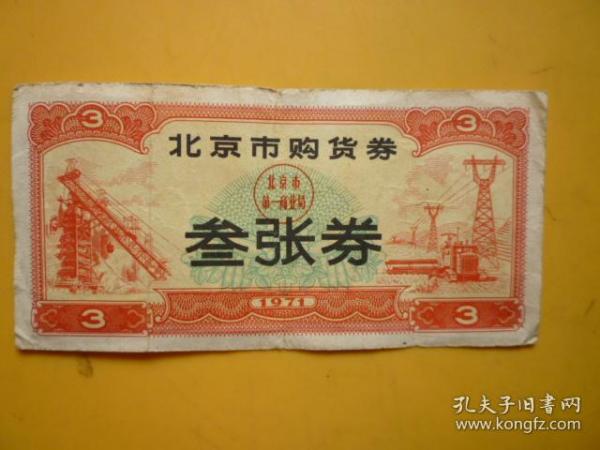 3 3
北京市购货券
北京市
第一商业局
叁张券
1971
3 3
孔夫子旧书网
www.kongfz.com